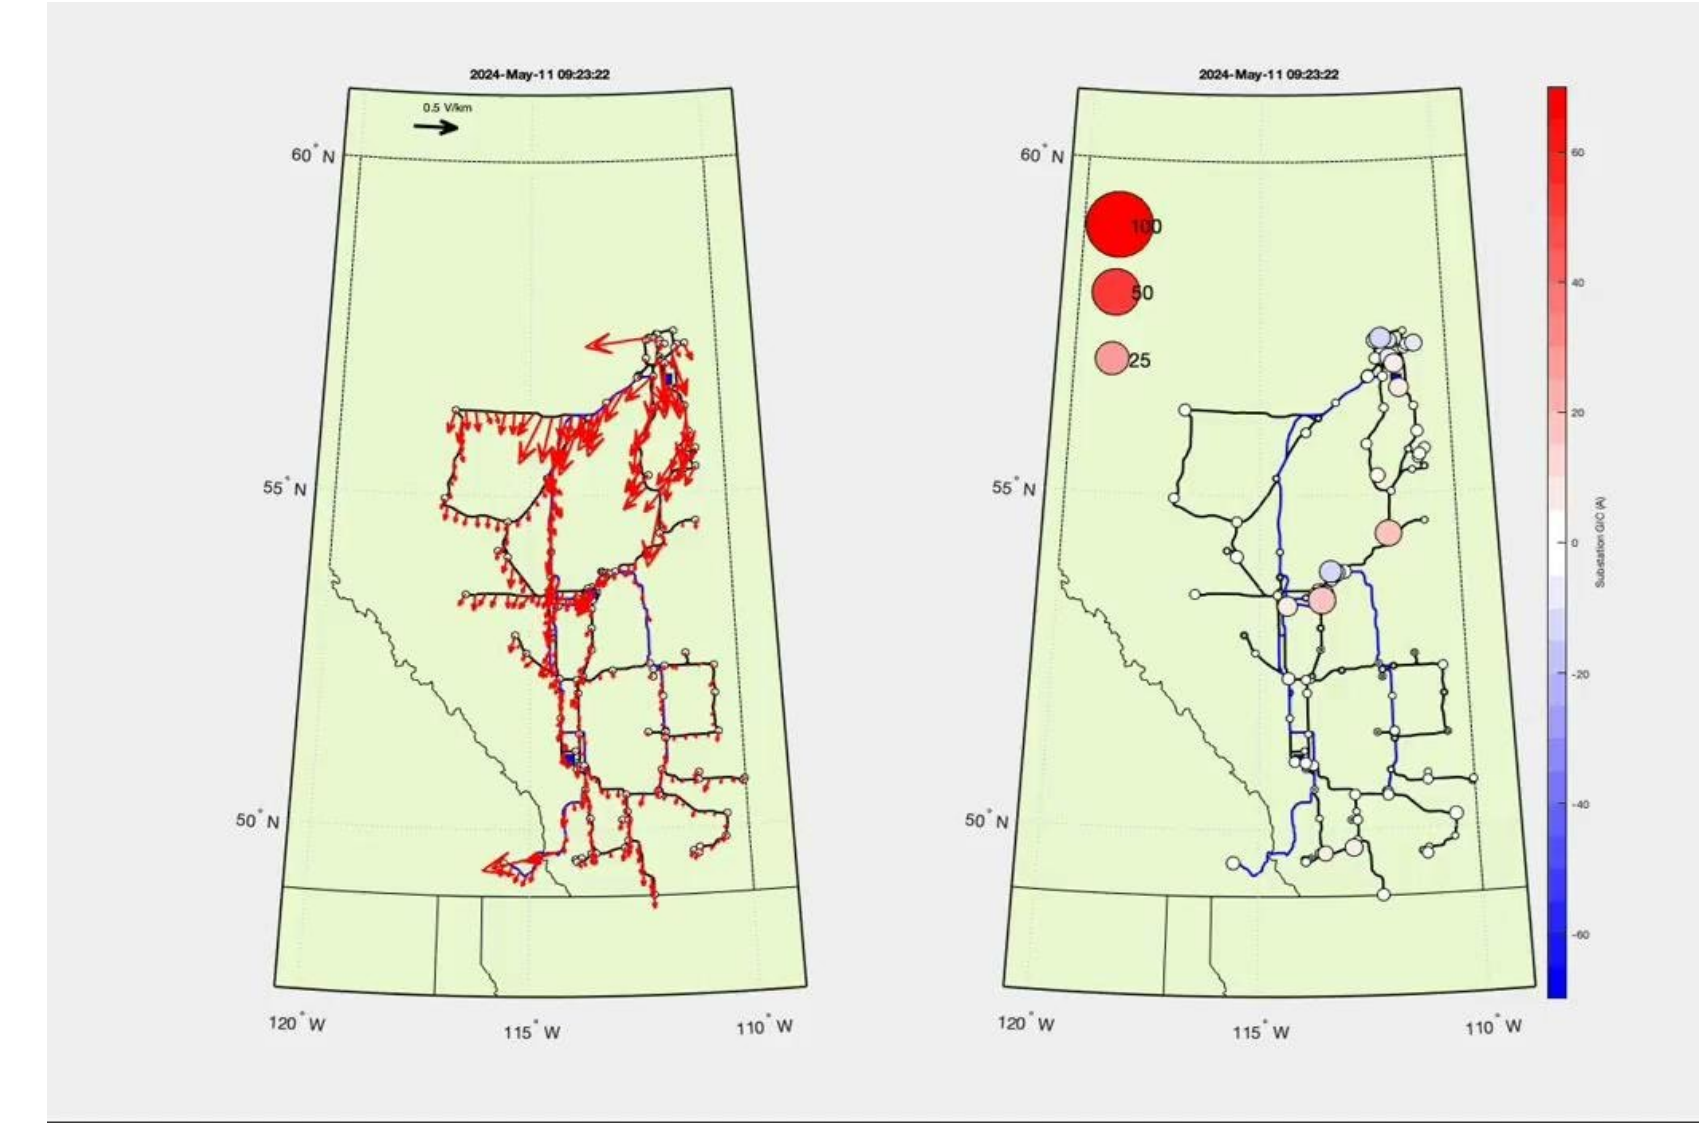 2024-May-11 09:23:22
0.5 V/km
60° N
55° N
50° N
120° W
115° W
110° W
2024-May-11 09:23:22
60° N
100
50
25
55° N
50° N
120° W
115° W
110° W
60
40
20
0
-20
-40
-60
Substation GIC (A)